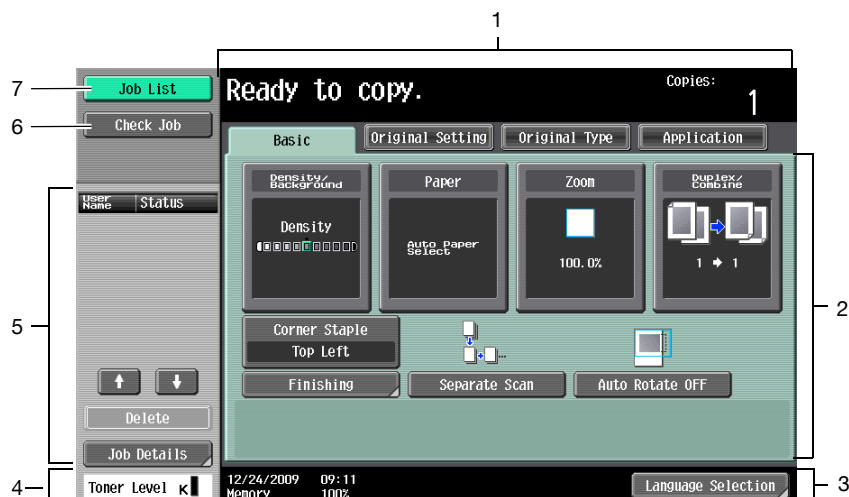 1
7
Job List
Ready to copy.
Copies:
1
6
Check Job
Basic
Original Setting
Original Type
Application
5
User Name
Status
Density/
Background
Paper
Zoom
Duplex/
Combine
Density
Auto Paper
Select
100.0%
1 → 1
2
Corner Staple
Top Left
Finishing
Separate Scan
Auto Rotate OFF
Delete
Job Details
4
Toner Level K
12/24/2009 09:11
Memory 100%
Language Selection
3